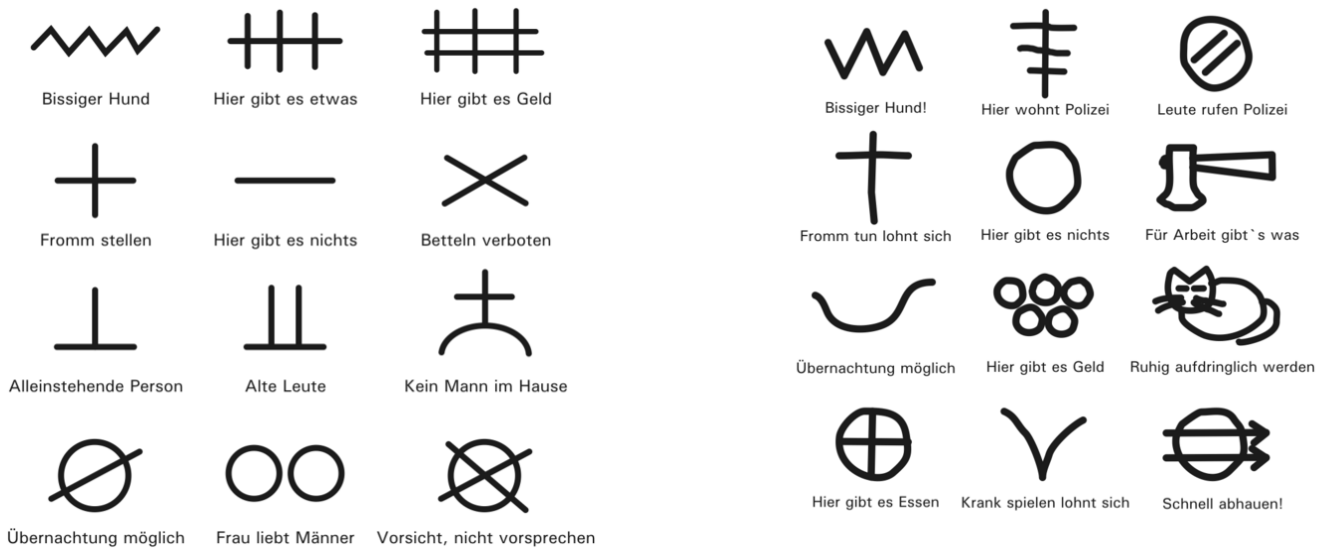 Bissiger Hund
Hier gibt es etwas
Hier gibt es Geld
Fromm stellen
Hier gibt es nichts
Betteln verboten
Alleinstehende Person
Alte Leute
Kein Mann im Hause
Übernachtung möglich
Frau liebt Männer
Vorsicht, nicht vorsprechen
Bissiger Hund!
Hier wohnt Polizei
Leute rufen Polizei
Fromm tun lohnt sich
Hier gibt es nichts
Für Arbeit gibt`s was
Übernachtung möglich
Hier gibt es Geld
Ruhig aufdringlich werden
Hier gibt es Essen
Krank spielen lohnt sich
Schnell abhauen!